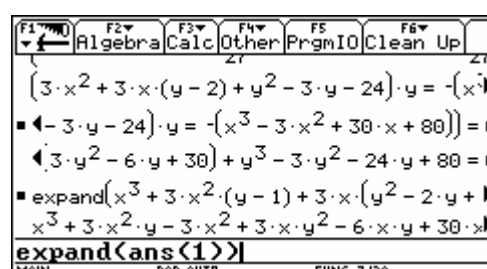 F1 F2 F3 F4 F5 F6
Algebra Calc Other PrgmIO Clean Up
27 27
(3·x² + 3·x·(y - 2) + y² - 3·y - 24)·y = -(x
- 3·y - 24)·y = -(x³ - 3·x² + 30·x + 80)) =
(3·y² - 6·y + 30) + y³ - 3·y² - 24·y + 80 =
expand(x³ + 3·x²·(y - 1) + 3·x·(y² - 2·y +
x³ + 3·x²·y - 3·x² + 3·x·y² - 6·x·y + 30·x
expand(ans(1))
MAIN RAD AUTO FUNC